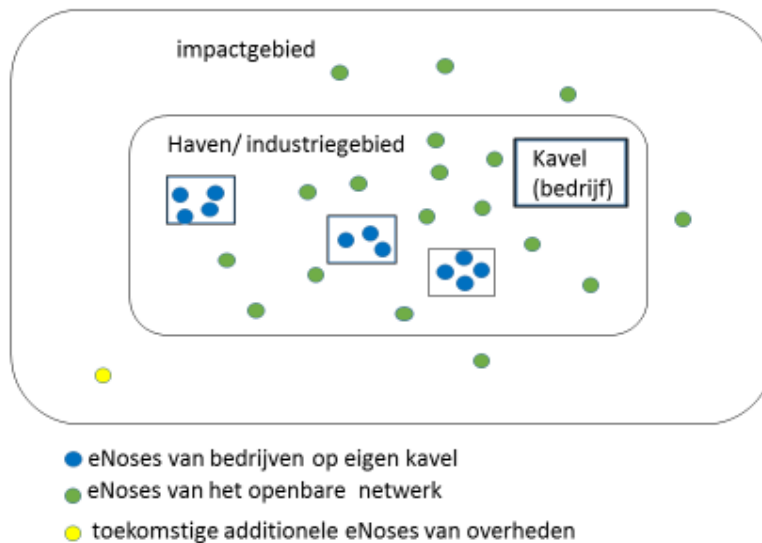 impactgebied
Haven/ industriegebied
Kavel
(bedrijf)
eNoses van bedrijven op eigen kavel
eNoses van het openbare netwerk
toekomstige additionele eNoses van overheden